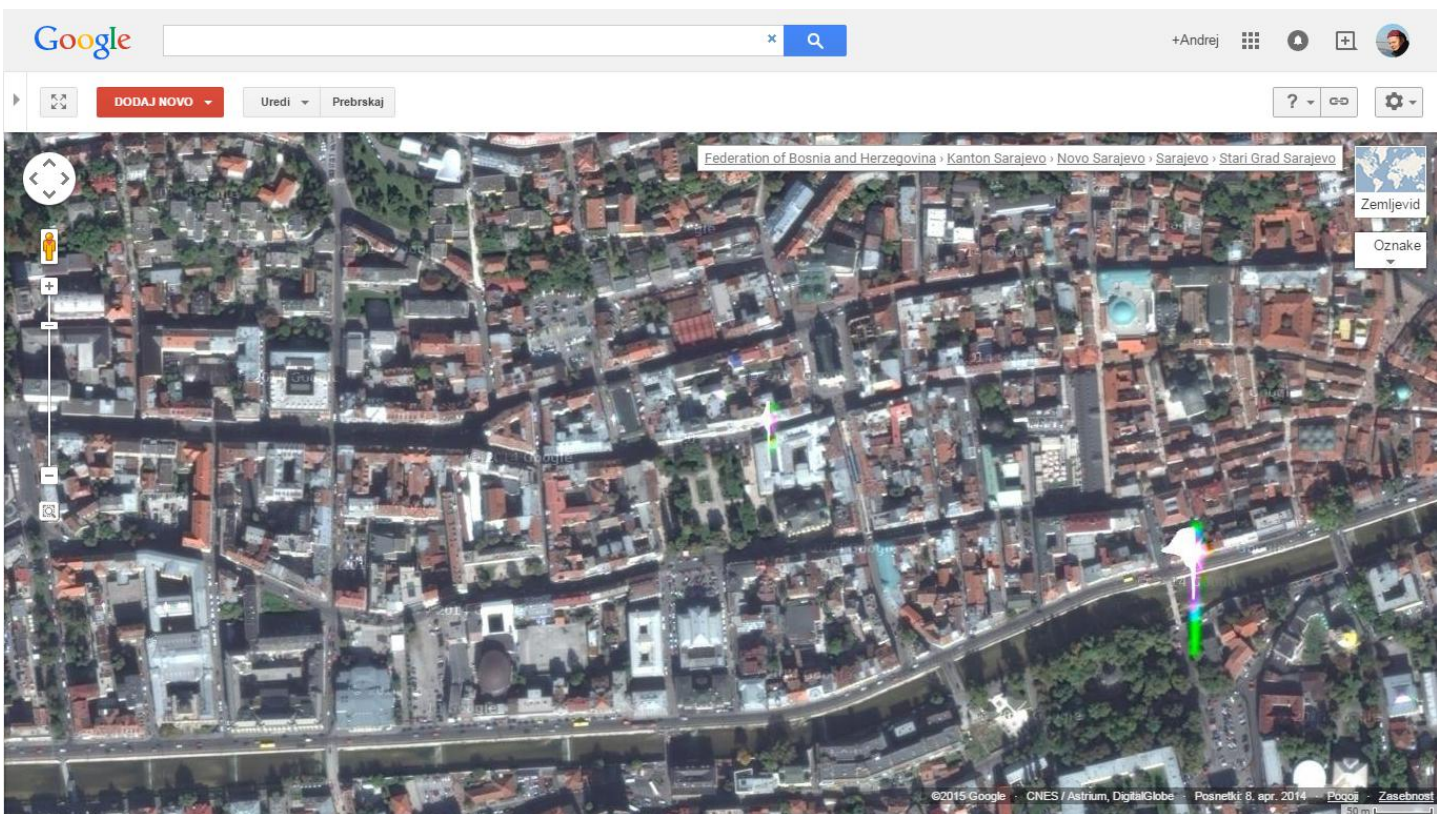 Google
+Andrej
DODAJ NOVO
Uredi
Prebrskaj
?
Federation of Bosnia and Herzegovina › Kanton Sarajevo › Novo Sarajevo › Sarajevo › Stari Grad Sarajevo
Zemljevid
Oznake
©2015 Google - CNES / Astrium, DigitalGlobe - Posnetki: 8. apr. 2014 - Pogoji - Zasebnost
50 m